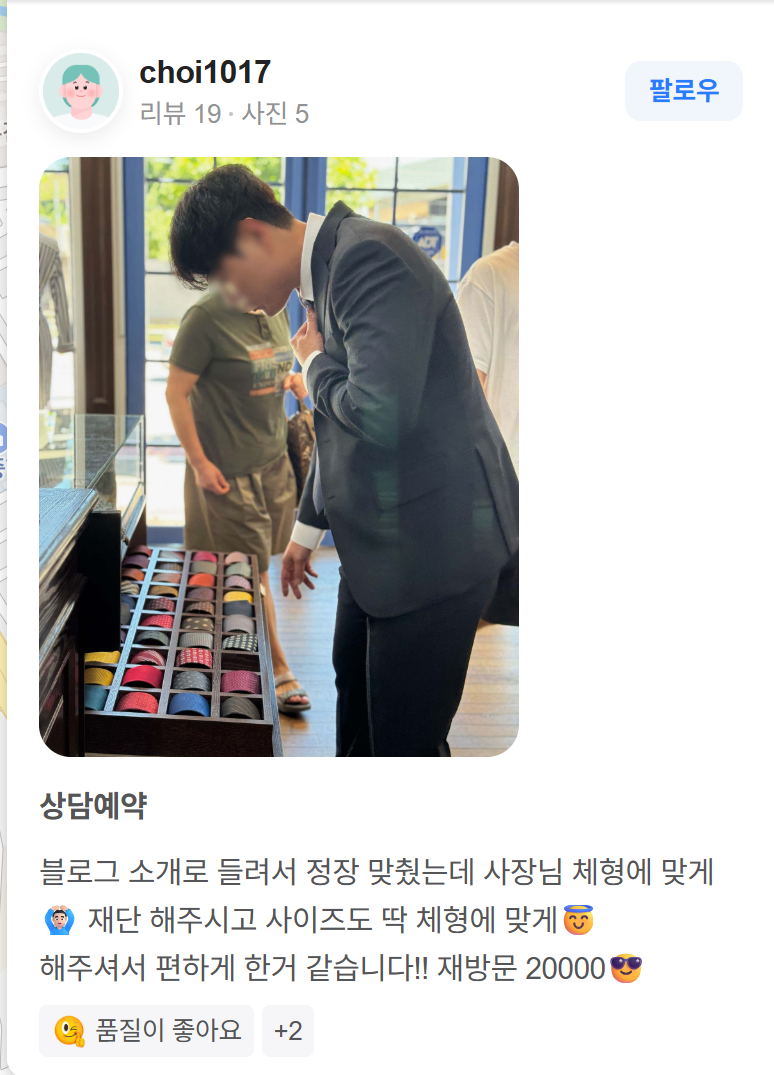 choi1017
리뷰 19 · 사진 5
팔로우
ADT
상담예약
블로그 소개로 들려서 정장 맞췄는데 사장님 체형에 맞게
🙆🏻‍♂️ 재단 해주시고 사이즈도 딱 체형에 맞게😇
해주셔서 편하게 한거 같습니다!! 재방문 20000😎
품질이 좋아요
+2